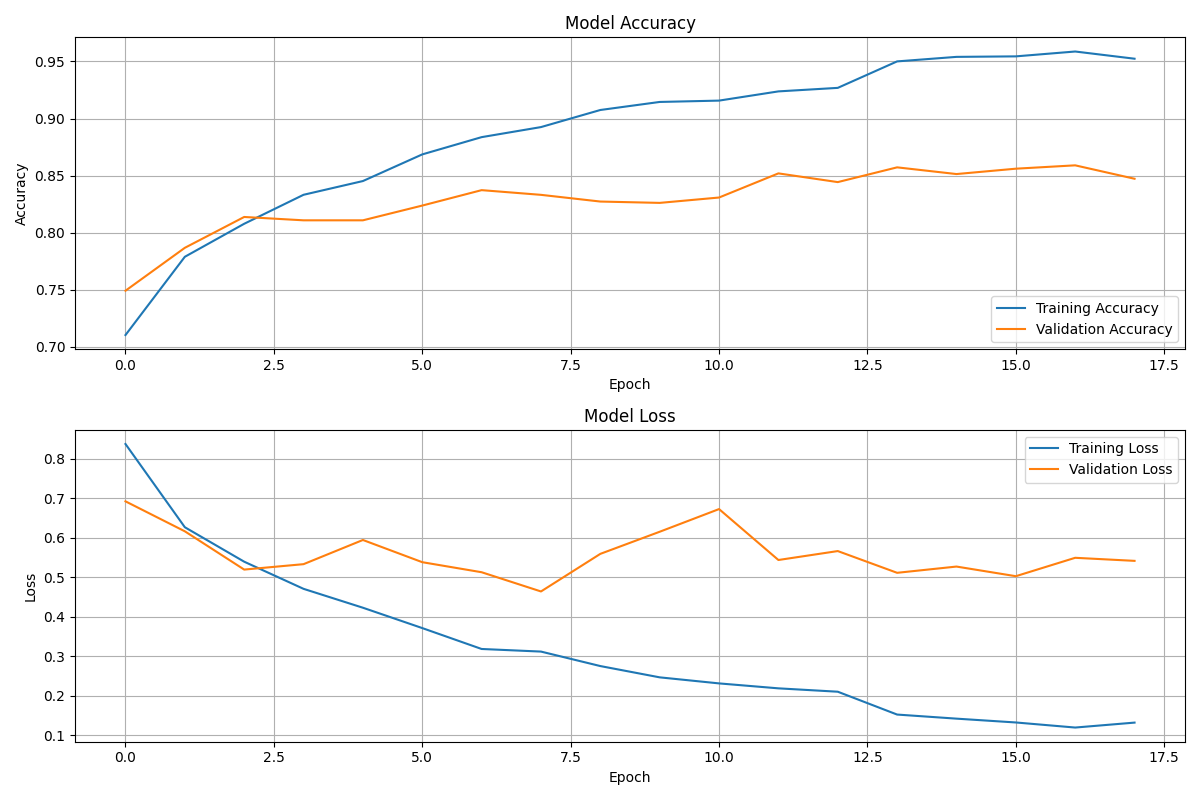 Model Accuracy
0.95
0.90
0.85
0.80
0.75
0.70
Accuracy
Training Accuracy
Validation Accuracy
0.0 2.5 5.0 7.5 10.0 12.5 15.0 17.5
Epoch
Model Loss
0.8
0.7
0.6
0.5
0.4
0.3
0.2
0.1
Loss
Training Loss
Validation Loss
0.0 2.5 5.0 7.5 10.0 12.5 15.0 17.5
Epoch